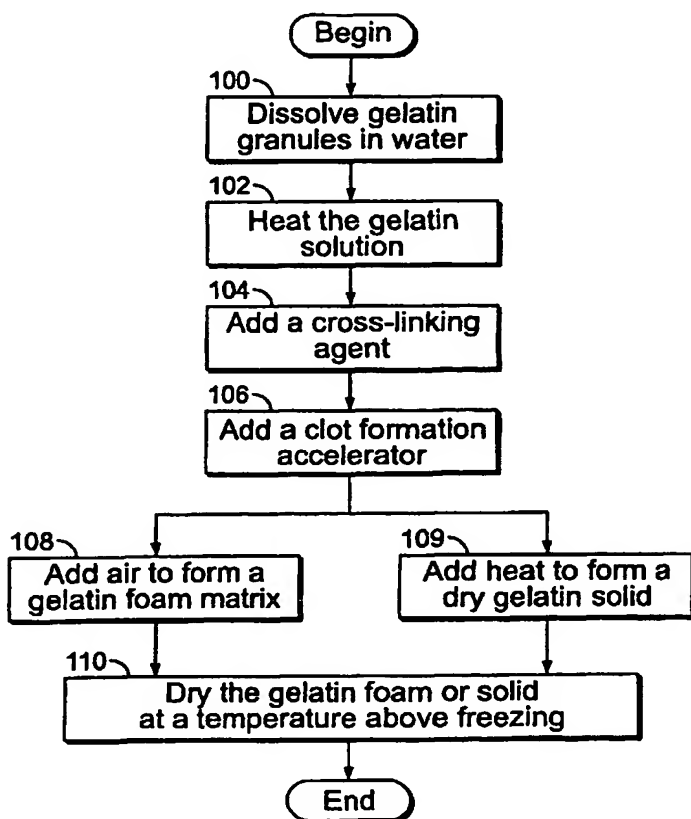 Begin
100
Dissolve gelatin
granules in water
102
Heat the gelatin
solution
104
Add a cross-linking
agent
106
Add a clot formation
accelerator
108
Add air to form a
gelatin foam matrix
109
Add heat to form a
dry gelatin solid
110
Dry the gelatin foam or solid
at a temperature above freezing
End